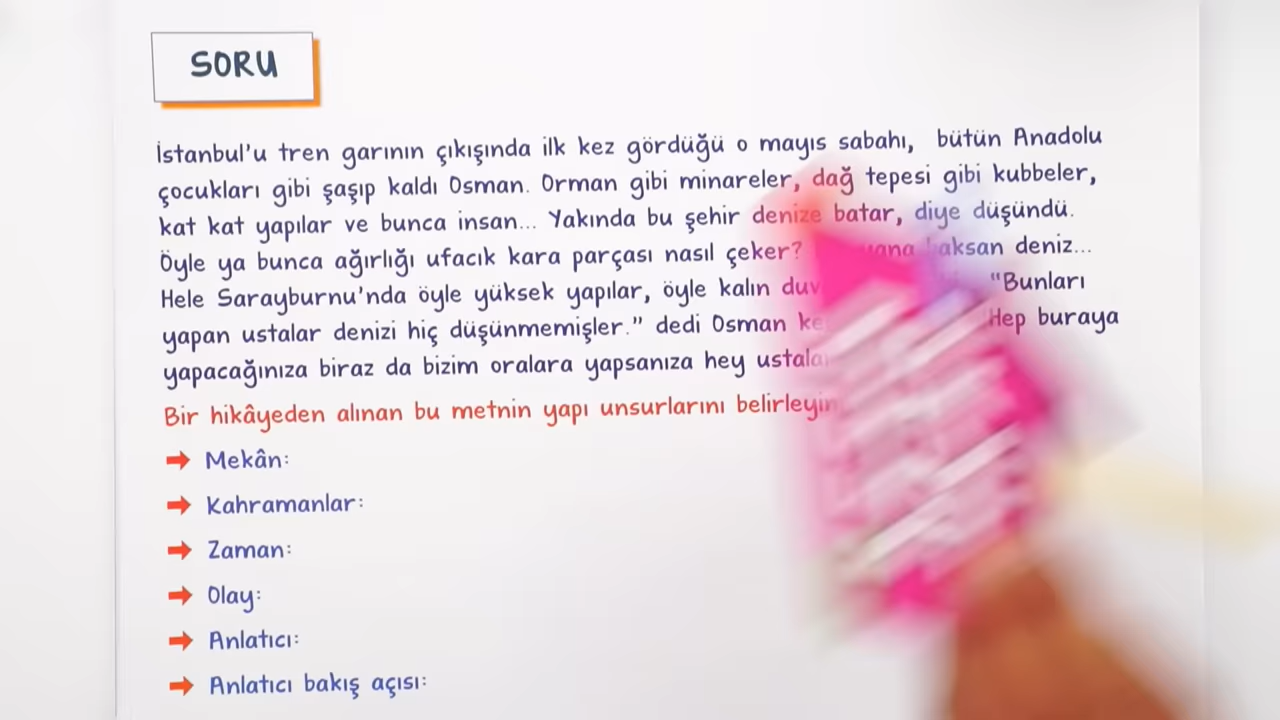 SORU
İstanbul'u tren garının çıkışında ilk kez gördüğü o mayıs sabahı, bütün Anadolu
çocukları gibi şaşıp kaldı Osman. Orman gibi minareler, dağ tepesi gibi kubbeler,
kat kat yapılar ve bunca insan... Yakında bu şehir denize batar, diye düşündü.
Öyle ya bunca ağırlığı ufacık kara parçası nasıl çeker? baksan deniz...
Hele Sarayburnu'nda öyle yüksek yapılar, öyle kalın "Bunları
yapan ustalar denizi hiç düşünmemişler." dedi Osman Hep buraya
yapacağınıza biraz da bizim oralara yapsanıza hey
Bir hikâyeden alınan bu metnin yapı unsurlarını
➡ Mekân:
➡ Kahramanlar:
➡ Zaman:
➡ Olay:
➡ Anlatıcı:
➡ Anlatıcı bakış açısı: